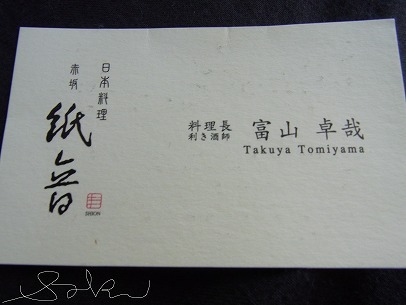 日本料理
赤坂
紙音
SHION
料理長
利き酒師
富山 卓哉
Takuya Tomiyama